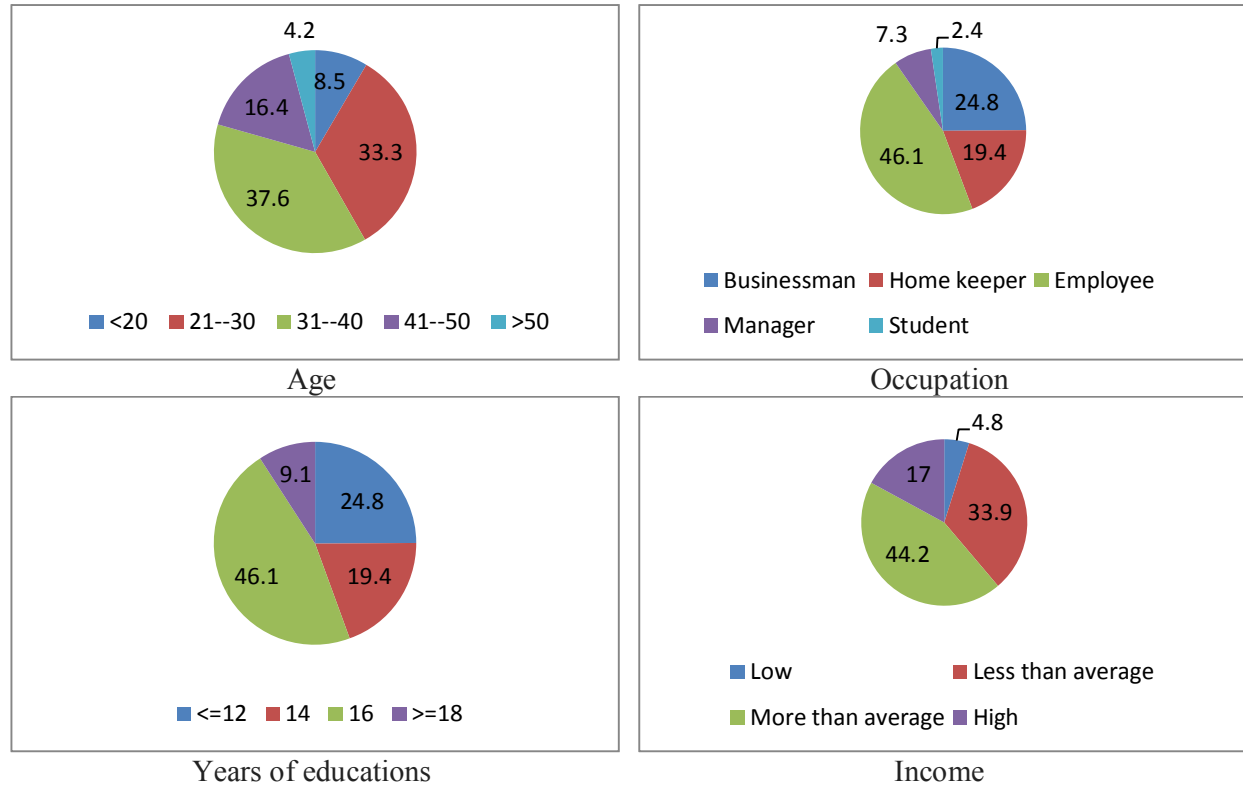 4.2
8.5
16.4
33.3
37.6
<20 21--30 31--40 41--50 >50
Age
7.3 2.4
24.8
46.1 19.4
Businessman Home keeper Employee
Manager Student
Occupation
9.1
24.8
46.1 19.4
<=12 14 16 >=18
Years of educations
4.8
17
33.9
44.2
Low Less than average
More than average High
Income